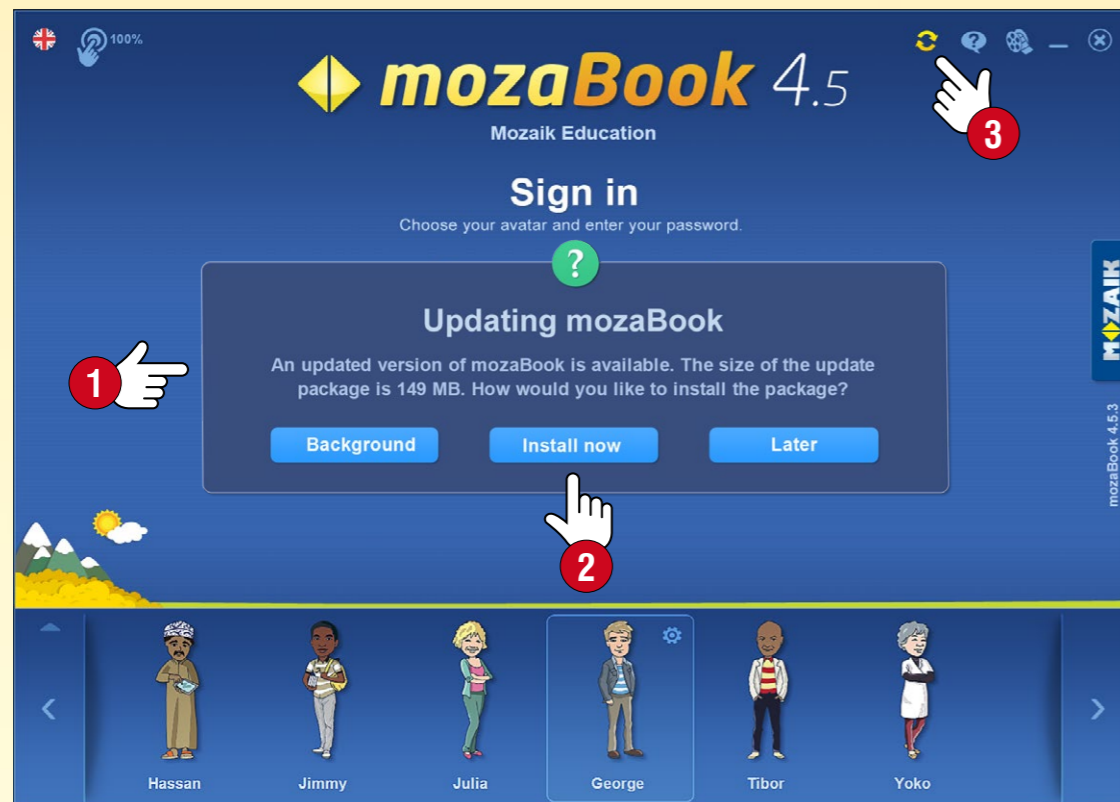 100%
mozaBook 4.5
Mozaik Education
3
Sign in
Choose your avatar and enter your password.
?
MOZAIK
Updating mozaBook
1
An updated version of mozaBook is available. The size of the update
package is 149 MB. How would you like to install the package?
Background
Install now
Later
mozaBook 4.5.3
2
Hassan
Jimmy
Julia
George
Tibor
Yoko